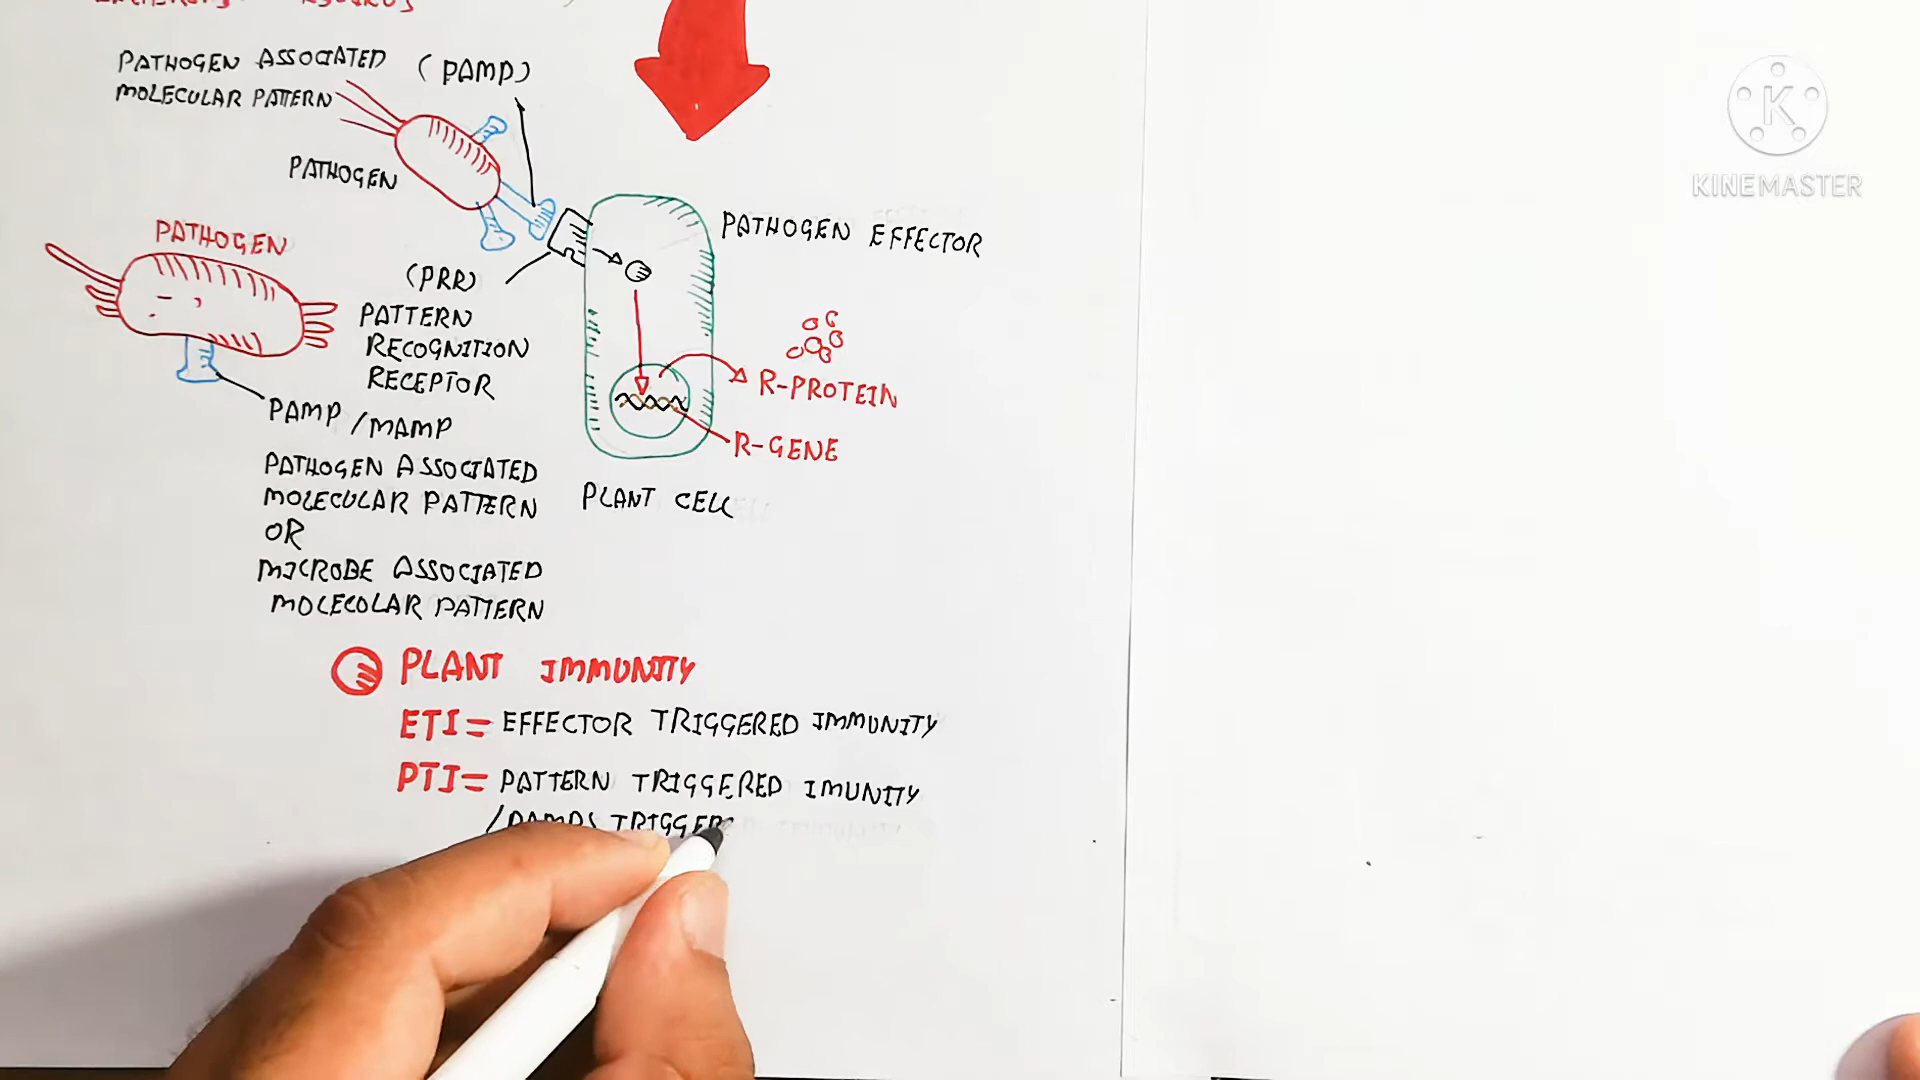 PATHOGEN ASSOCIATED
MOLECULAR PATTERN
(PAMP)
PATHOGEN
PATHOGEN
PATHOGEN EFFECTOR
(PRR)
PATTERN
RECOGNITION
RECEPTOR
R-PROTEIN
R-GENE
PAMP/MAMP
PATHOGEN ASSOCIATED
MOLECULAR PATTERN
OR
MICROBE ASSOCIATED
MOLECOLAR PATTERN
PLANT CELL
PLANT IMMUNITY
ETI= EFFECTOR TRIGGERED IMMUNITY
PTI= PATTERN TRIGGERED IMUNITY
/PAMPS TRIGGER
K
KINEMASTER